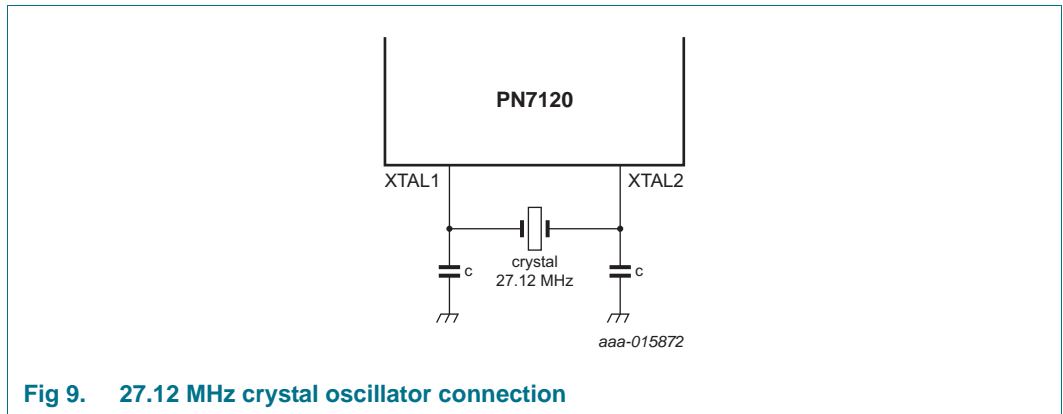 PN7120
XTAL1
XTAL2
c
crystal
27.12 MHz
c
aaa-015872
Fig 9. 27.12 MHz crystal oscillator connection